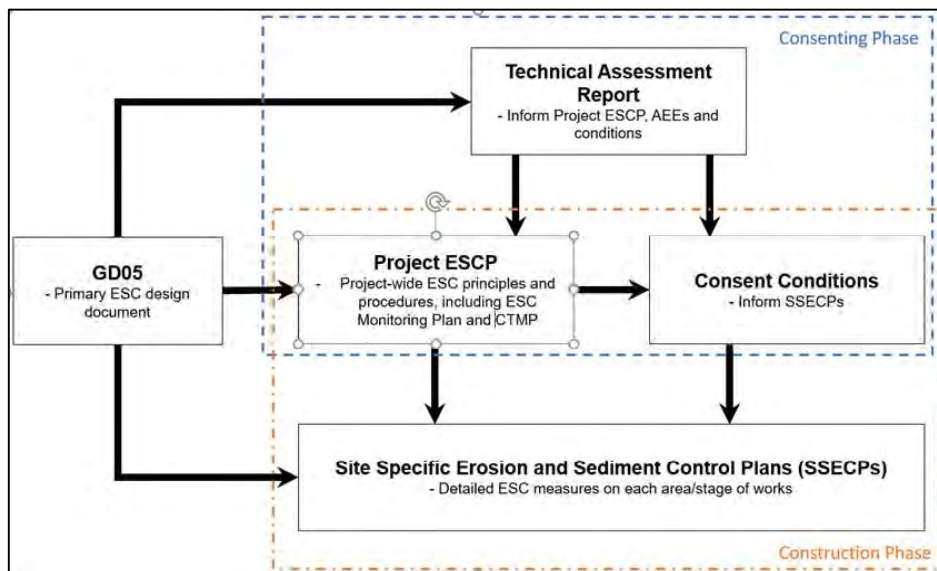 Consenting Phase
Technical Assessment
Report
- Inform Project ESCP, AEEs and
conditions
GD05
- Primary ESC design
document
Project ESCP
- Project-wide ESC principles and
procedures, including ESC
Monitoring Plan and CTMP
Consent Conditions
- Inform SSECPs
Site Specific Erosion and Sediment Control Plans (SSECPs)
- Detailed ESC measures on each area/stage of works
Construction Phase